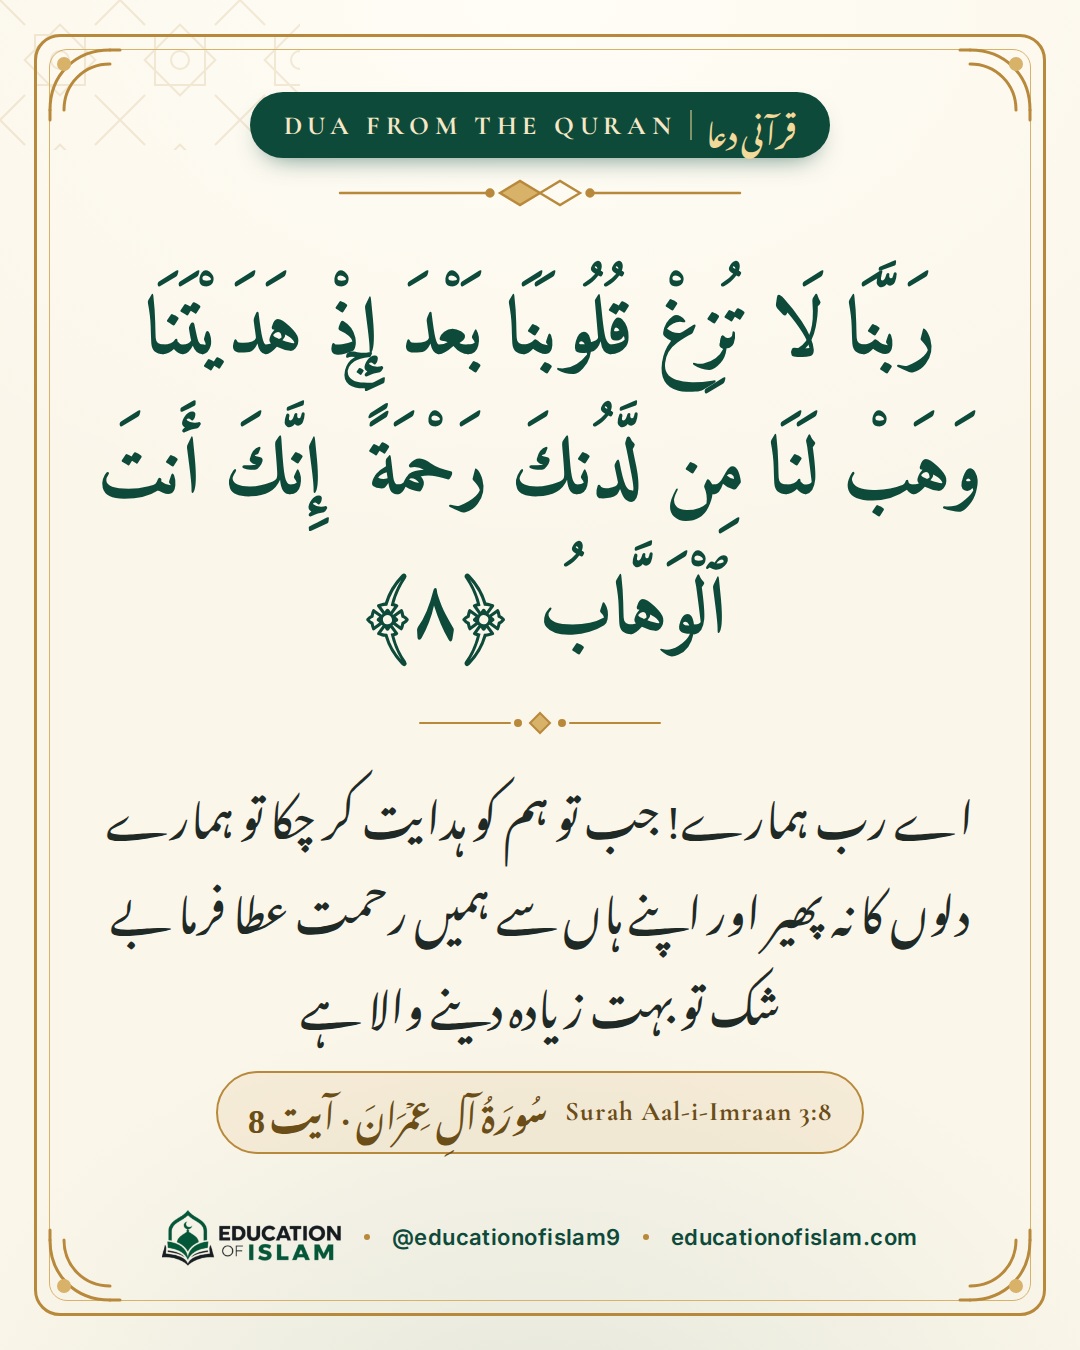 DUA FROM THE QURAN | قرآنی دعا
رَبَّنَا لَا تُزِغْ قُلُوبَنَا بَعْدَ إِذْ هَدَيْتَنَا
وَهَبْ لَنَا مِن لَّدُنكَ رَحْمَةً ۚ إِنَّكَ أَنتَ
ٱلْوَهَّابُ ﴿٨﴾
اے رب ہمارے! جب تو ہم کو ہدایت کر چکا تو ہمارے
دلوں کا نہ پھیر اور اپنے ہاں سے ہمیں رحمت عطا فرما بے
شک تو بہت زیادہ دینے والا ہے
Surah Aal-i-Imraan 3:8 سُورَةُ آلِ عِمۡرَانَ · آیت 8
EDUCATION OF ISLAM • @educationofislam9 • educationofislam.com